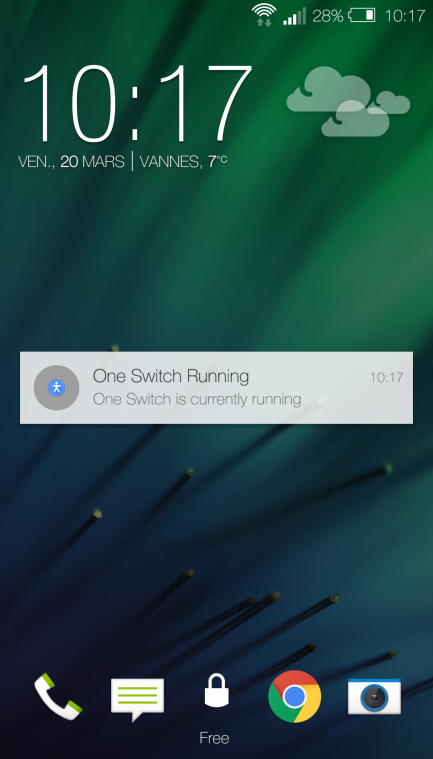 28% 10:17
10:17
VEN., 20 MARS | VANNES, 7°C
One Switch Running 10:17
One Switch is currently running
Free